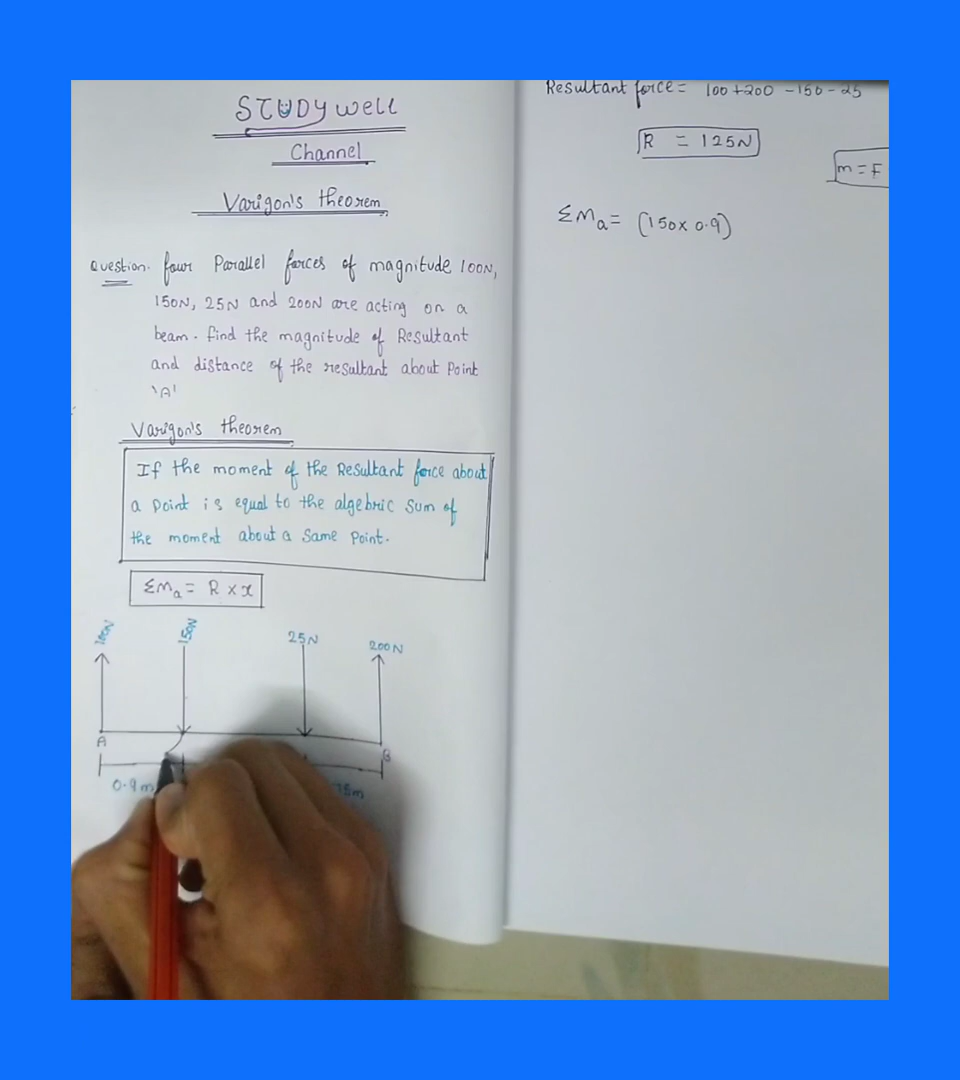 STUDY well
Channel
Varigon's theorem
Question. four Parallel forces of magnitude 100N,
150N, 25N and 200N are acting on a
beam. find the magnitude of Resultant
and distance of the resultant about Point
'A'
Varigon's theorem
If the moment of the Resultant force about
a point is equal to the algebric sum of
the moment about a same point.
ΣMa = R × x
100N 150N 25N 200N
A B
0.9m
Resultant force = 100 + 200 - 150 - 25
R = 125N
m = F
ΣMa = (150 × 0.9)